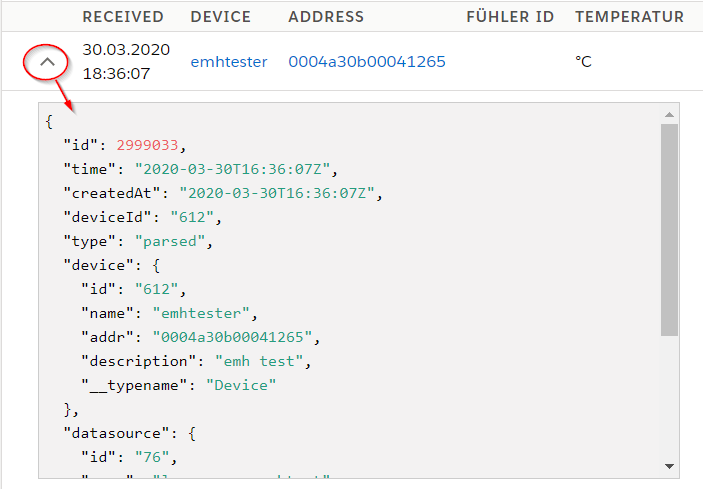 RECEIVED DEVICE ADDRESS FÜHLER ID TEMPERATUR
30.03.2020
18:36:07 emhtester 0004a30b00041265 °C
{
"id": 2999033,
"time": "2020-03-30T16:36:07Z",
"createdAt": "2020-03-30T16:36:07Z",
"deviceId": "612",
"type": "parsed",
"device": {
"id": "612",
"name": "emhtester",
"addr": "0004a30b00041265",
"description": "emh test",
"__typename": "Device"
},
"datasource": {
"id": "76",